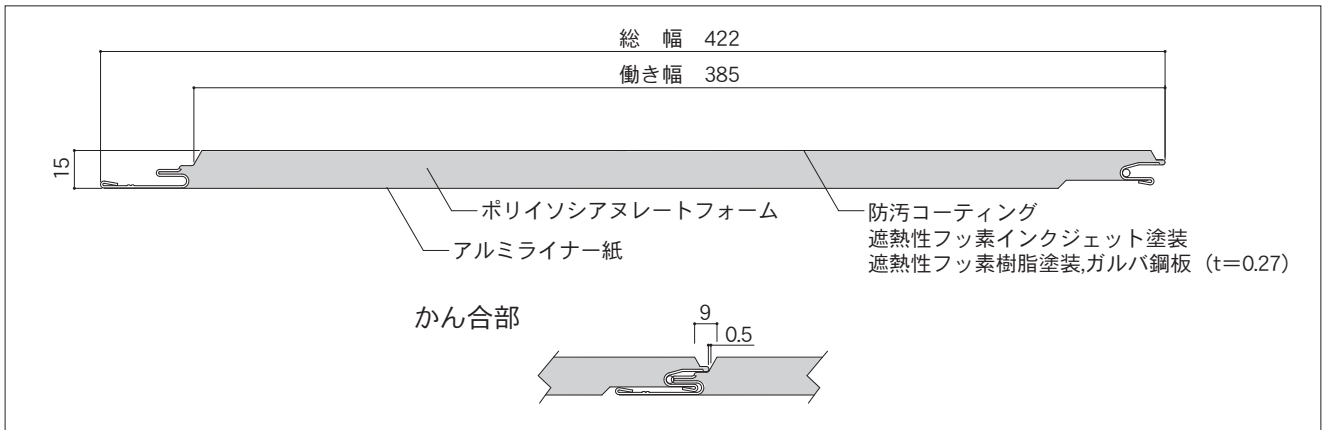 総 幅 422
働き幅 385
15
ポリイソシアヌレートフォーム
アルミライナー紙
防汚コーティング
遮熱性フッ素インクジェット塗装
遮熱性フッ素樹脂塗装,ガルバ鋼板（t＝0.27）
かん合部
9
0.5